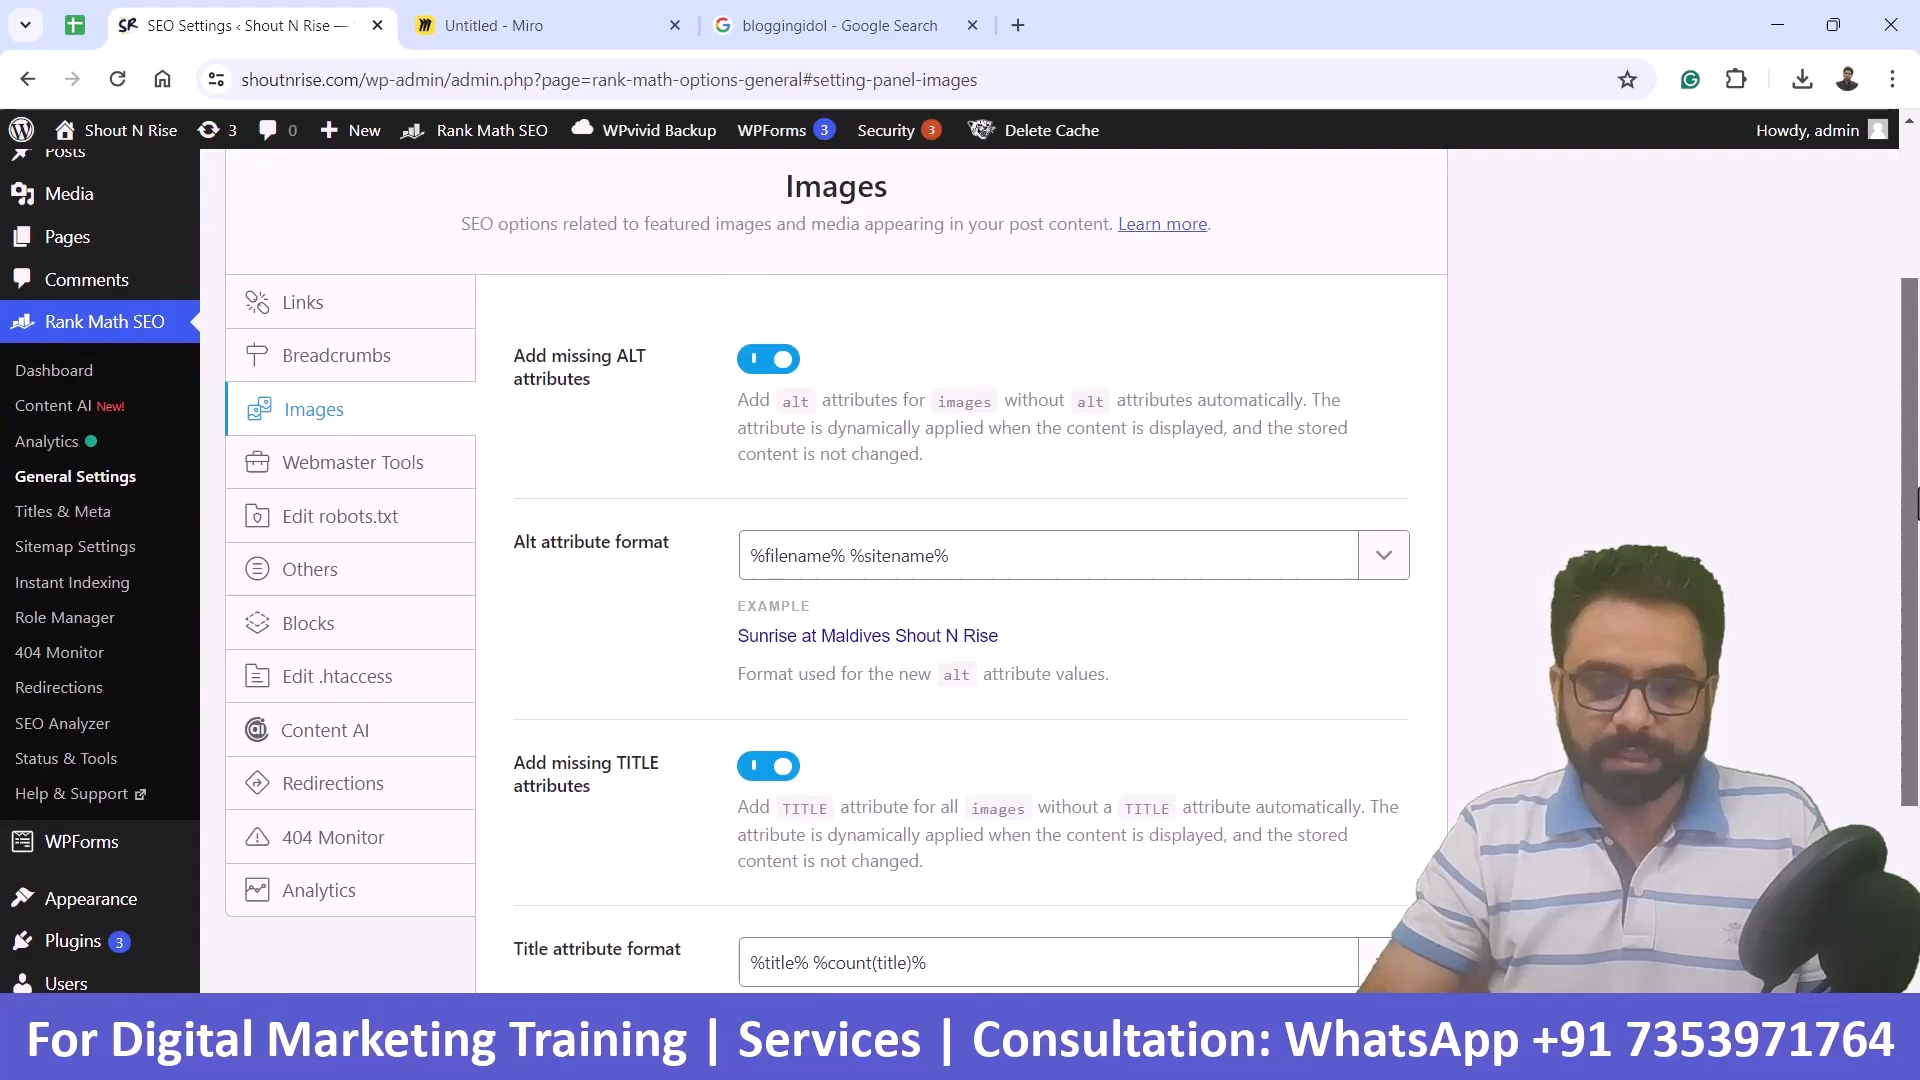 SEO Settings ‹ Shout N Rise —
Untitled - Miro
bloggingidol - Google Search
shoutnrise.com/wp-admin/admin.php?page=rank-math-options-general#setting-panel-images
Shout N Rise
3
0
New
Rank Math SEO
WPvivid Backup
WPForms 3
Security 3
Delete Cache
Howdy, admin
Posts
Media
Pages
Comments
Rank Math SEO
Dashboard
Content AI New!
Analytics
General Settings
Titles & Meta
Sitemap Settings
Instant Indexing
Role Manager
404 Monitor
Redirections
SEO Analyzer
Status & Tools
Help & Support
WPForms
Appearance
Plugins 3
Users
Images
SEO options related to featured images and media appearing in your post content. Learn more.
Links
Breadcrumbs
Images
Webmaster Tools
Edit robots.txt
Others
Blocks
Edit .htaccess
Content AI
Redirections
404 Monitor
Analytics
Add missing ALT
attributes
Add alt attributes for images without alt attributes automatically. The
attribute is dynamically applied when the content is displayed, and the stored
content is not changed.
Alt attribute format
%filename% %sitename%
EXAMPLE
Sunrise at Maldives Shout N Rise
Format used for the new alt attribute values.
Add missing TITLE
attributes
Add TITLE attribute for all images without a TITLE attribute automatically. The
attribute is dynamically applied when the content is displayed, and the stored
content is not changed.
Title attribute format
%title% %count(title)%
For Digital Marketing Training | Services | Consultation: WhatsApp +91 7353971764